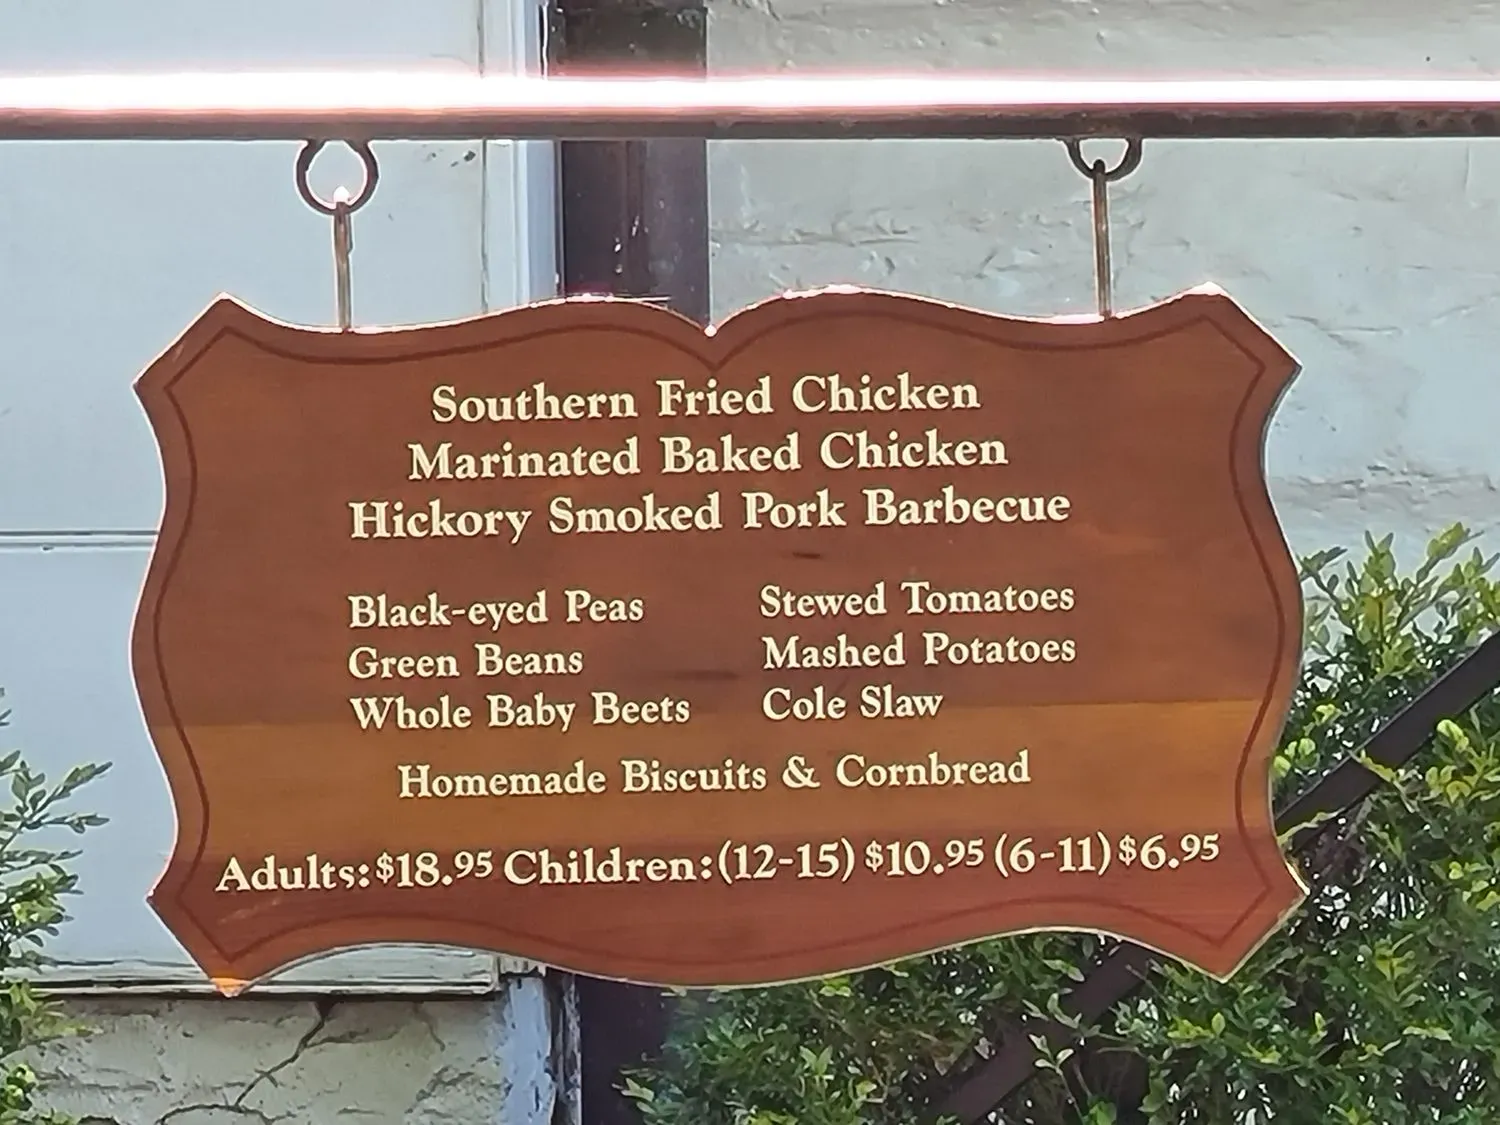 Southern Fried Chicken
Marinated Baked Chicken
Hickory Smoked Pork Barbecue
Black-eyed Peas Stewed Tomatoes
Green Beans Mashed Potatoes
Whole Baby Beets Cole Slaw
Homemade Biscuits & Cornbread
Adults: $18.95 Children: (12-15) $10.95 (6-11) $6.95